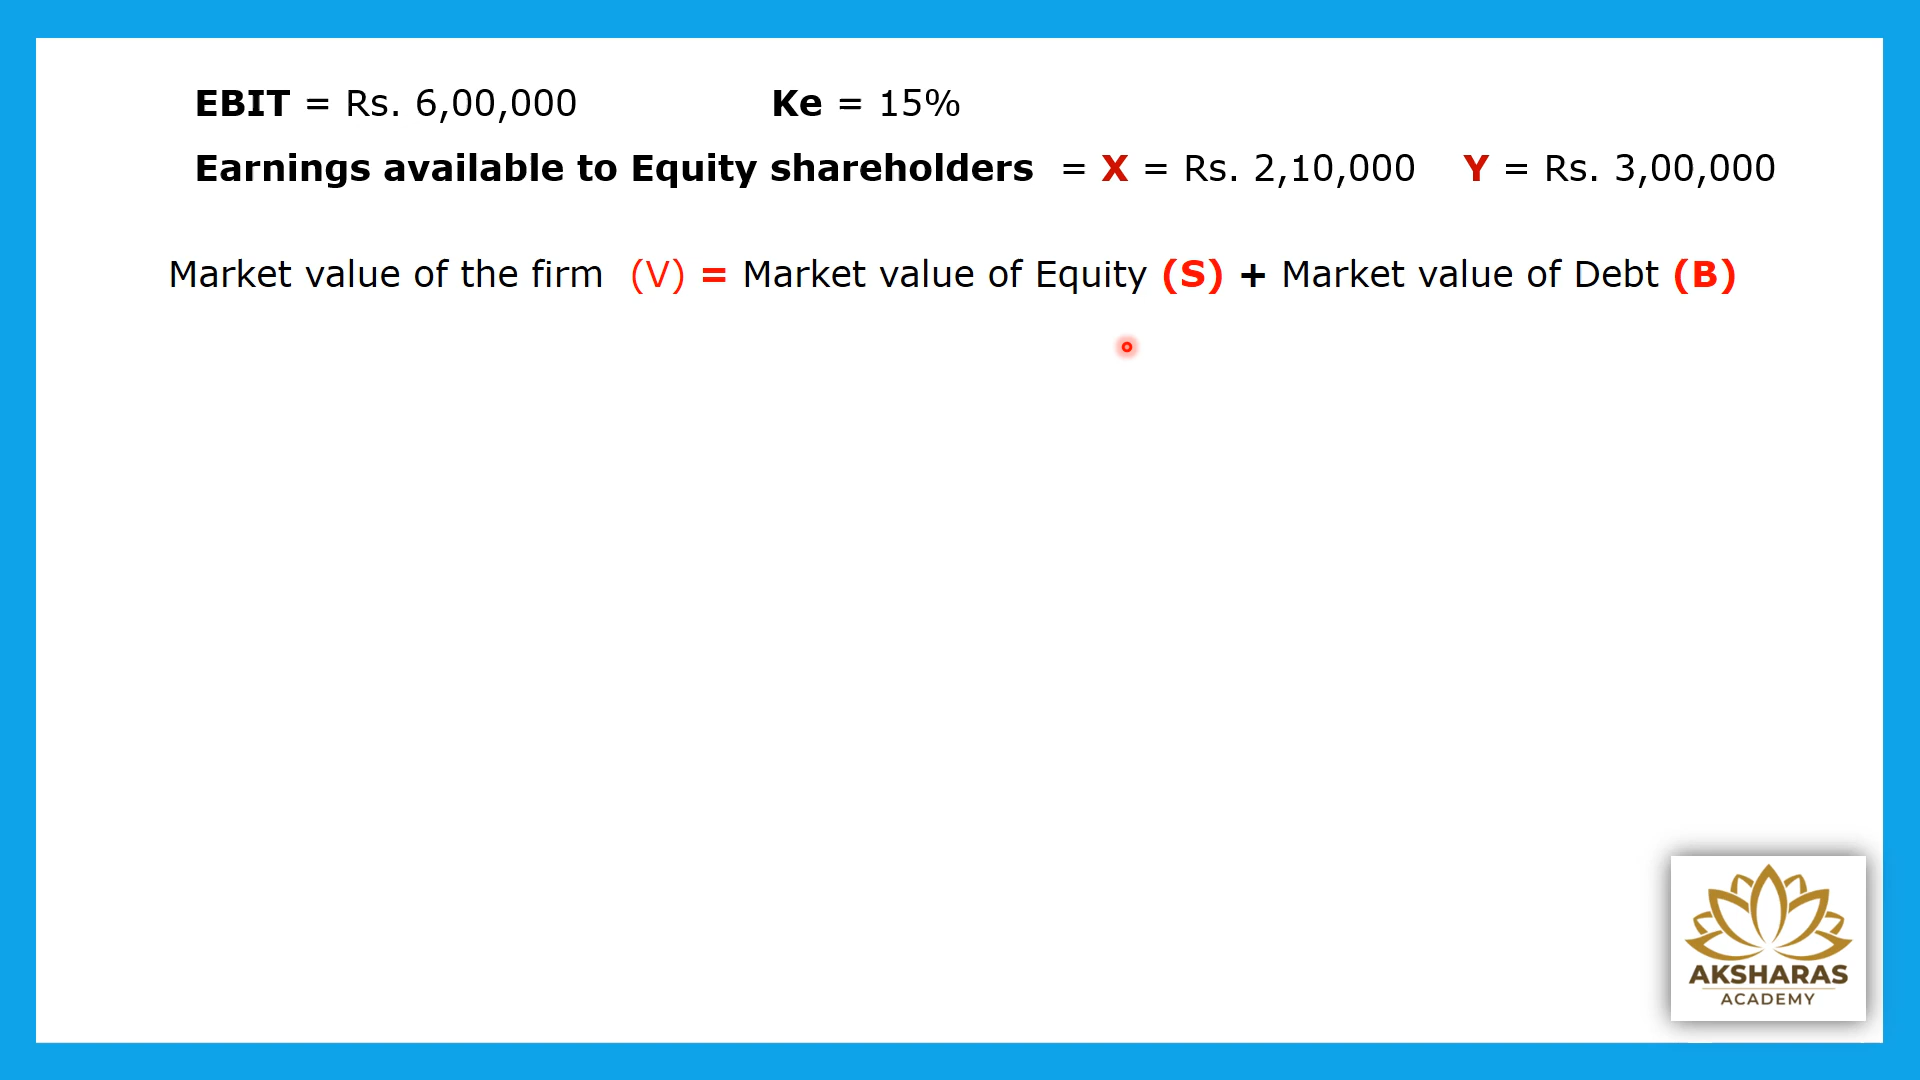 EBIT = Rs. 6,00,000 Ke = 15%
Earnings available to Equity shareholders = X = Rs. 2,10,000 Y = Rs. 3,00,000
Market value of the firm (V) = Market value of Equity (S) + Market value of Debt (B)
AKSHARAS
ACADEMY